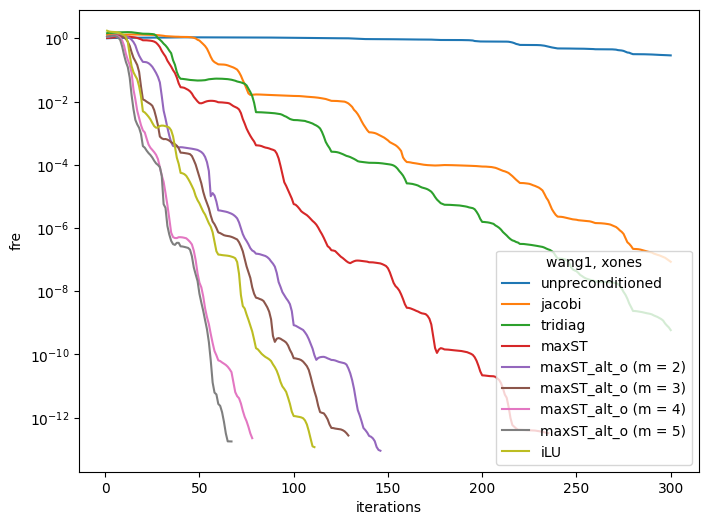 10^0
10^−2
10^−4
10^−6
10^−8
10^−10
10^−12
fre
wang1, xones
unpreconditioned
jacobi
tridiag
maxST
maxST_alt_o (m = 2)
maxST_alt_o (m = 3)
maxST_alt_o (m = 4)
maxST_alt_o (m = 5)
iLU
0 50 100 150 200 250 300
iterations